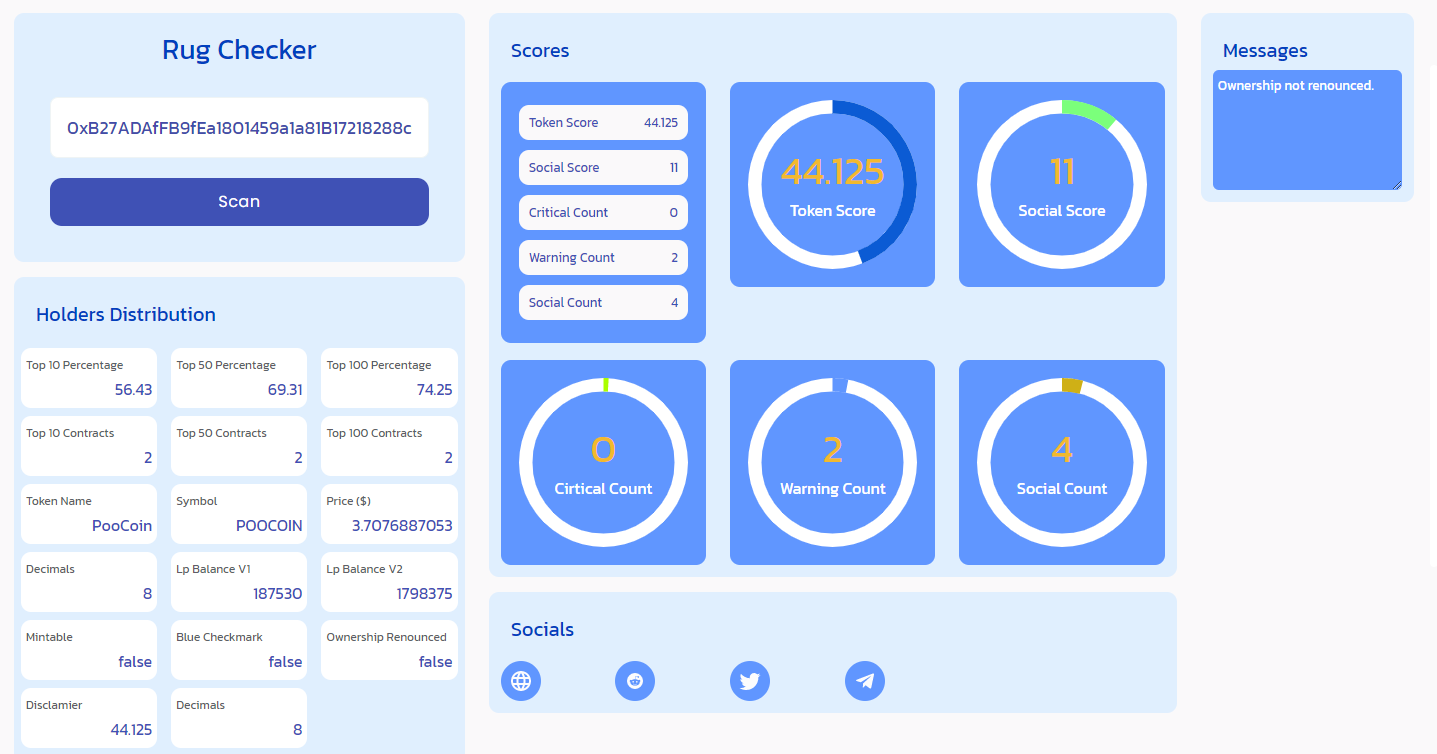 Rug Checker
0xB27ADAfFB9fEa1801459a1a81B17218288c
Scan
Holders Distribution
Top 10 Percentage
56.43
Top 50 Percentage
69.31
Top 100 Percentage
74.25
Top 10 Contracts
2
Top 50 Contracts
2
Top 100 Contracts
2
Token Name
PooCoin
Symbol
POOCOIN
Price ($)
3.7076887053
Decimals
8
Lp Balance V1
187530
Lp Balance V2
1798375
Mintable
false
Blue Checkmark
false
Ownership Renounced
false
Disclamier
44.125
Decimals
8
Scores
Token Score 44.125
Social Score 11
Critical Count 0
Warning Count 2
Social Count 4
44.125
Token Score
11
Social Score
0
Cirtical Count
2
Warning Count
4
Social Count
Socials
Messages
Ownership not renounced.